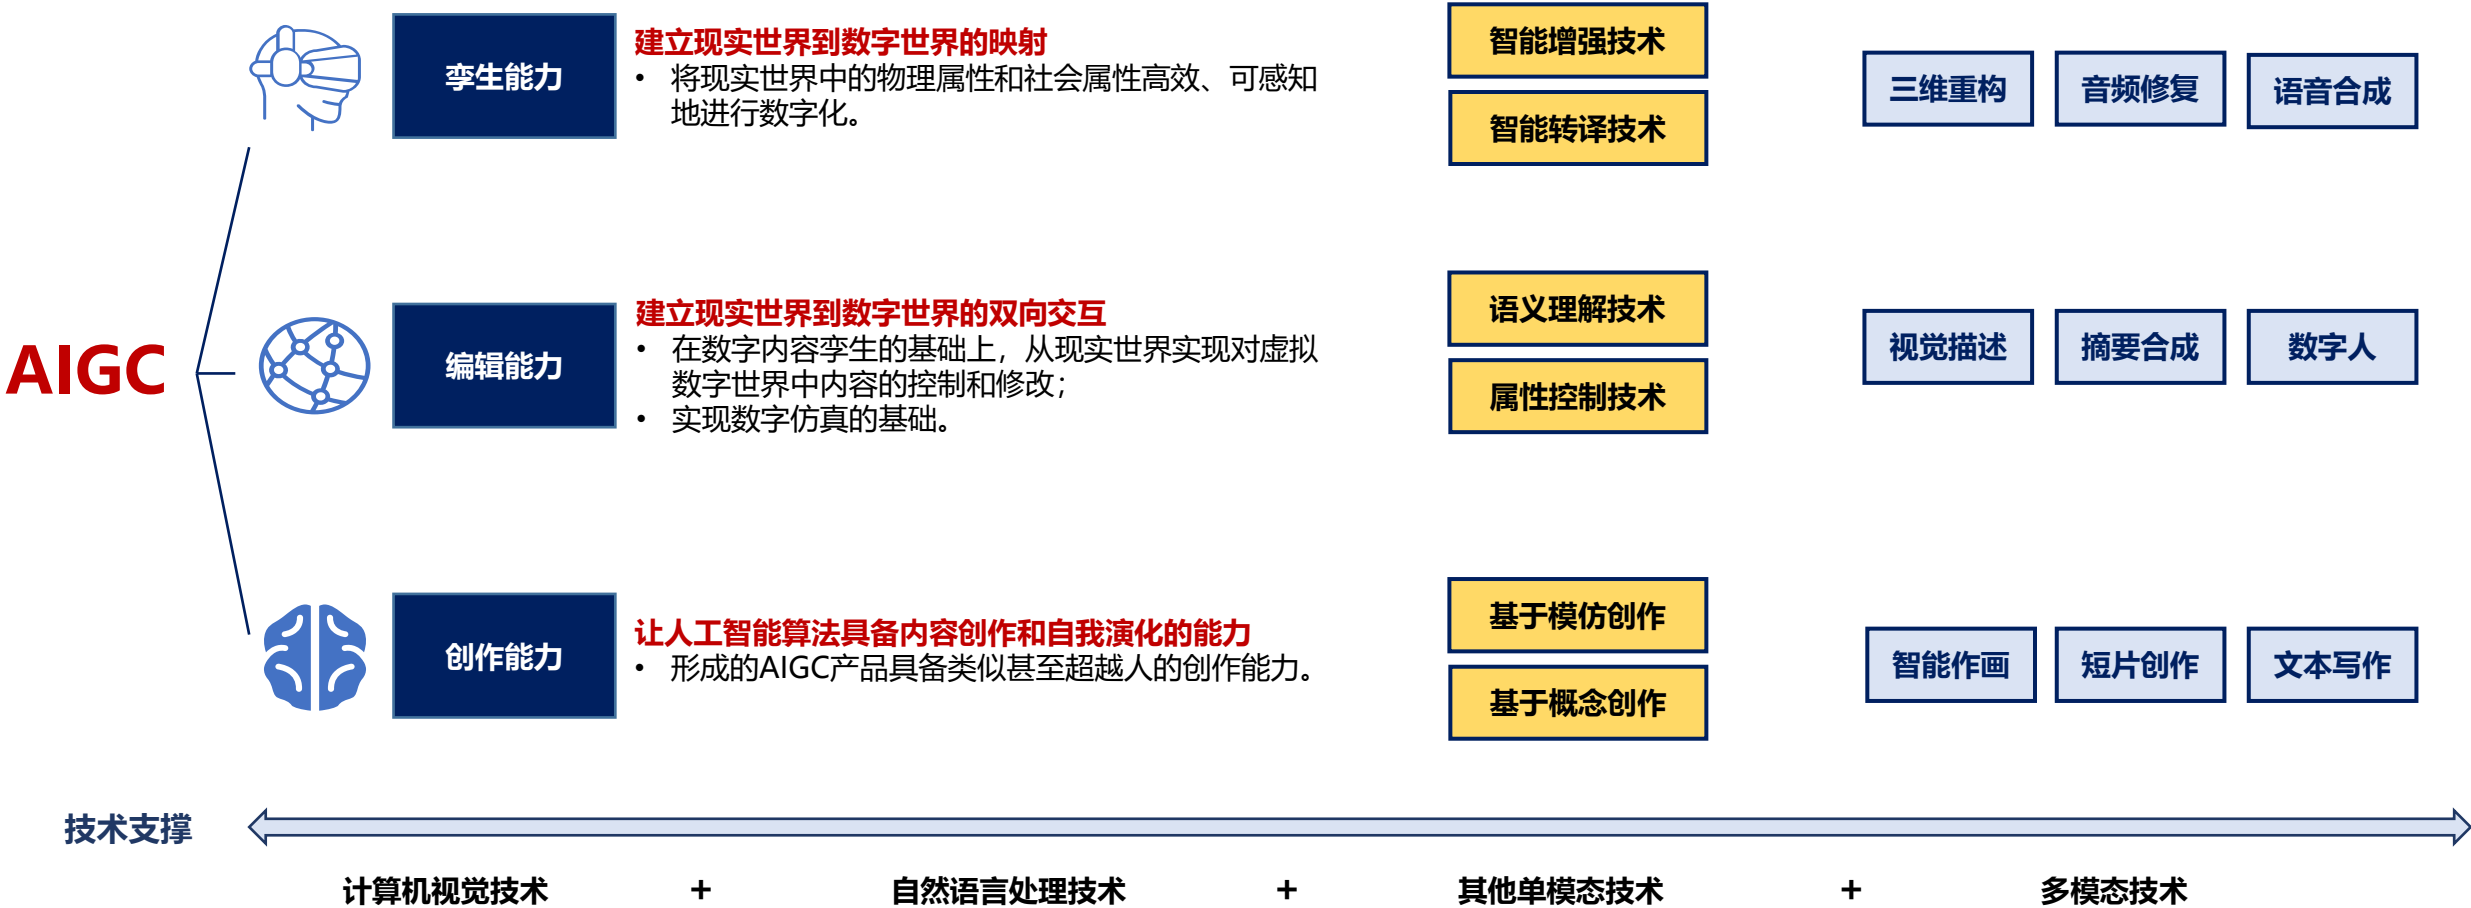 AIGC
孪生能力
建立现实世界到数字世界的映射
• 将现实世界中的物理属性和社会属性高效、可感知
地进行数字化。
智能增强技术
智能转译技术
三维重构
音频修复
语音合成
编辑能力
建立现实世界到数字世界的双向交互
• 在数字内容孪生的基础上，从现实世界实现对虚拟
数字世界中内容的控制和修改；
• 实现数字仿真的基础。
语义理解技术
属性控制技术
视觉描述
摘要合成
数字人
创作能力
让人工智能算法具备内容创作和自我演化的能力
• 形成的AIGC产品具备类似甚至超越人的创作能力。
基于模仿创作
基于概念创作
智能作画
短片创作
文本写作
技术支撑
计算机视觉技术 + 自然语言处理技术 + 其他单模态技术 + 多模态技术